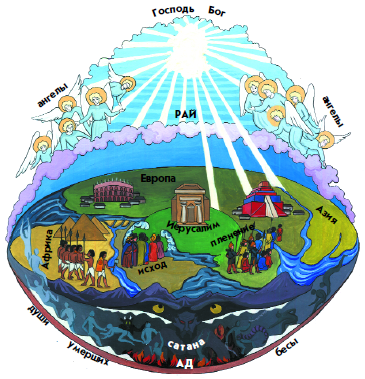 Господь Бог
ангелы
ангелы
РАЙ
Европа
Азия
Иерусалим
Африка
пленение
исход
души умерших
сатана
бесы
АД